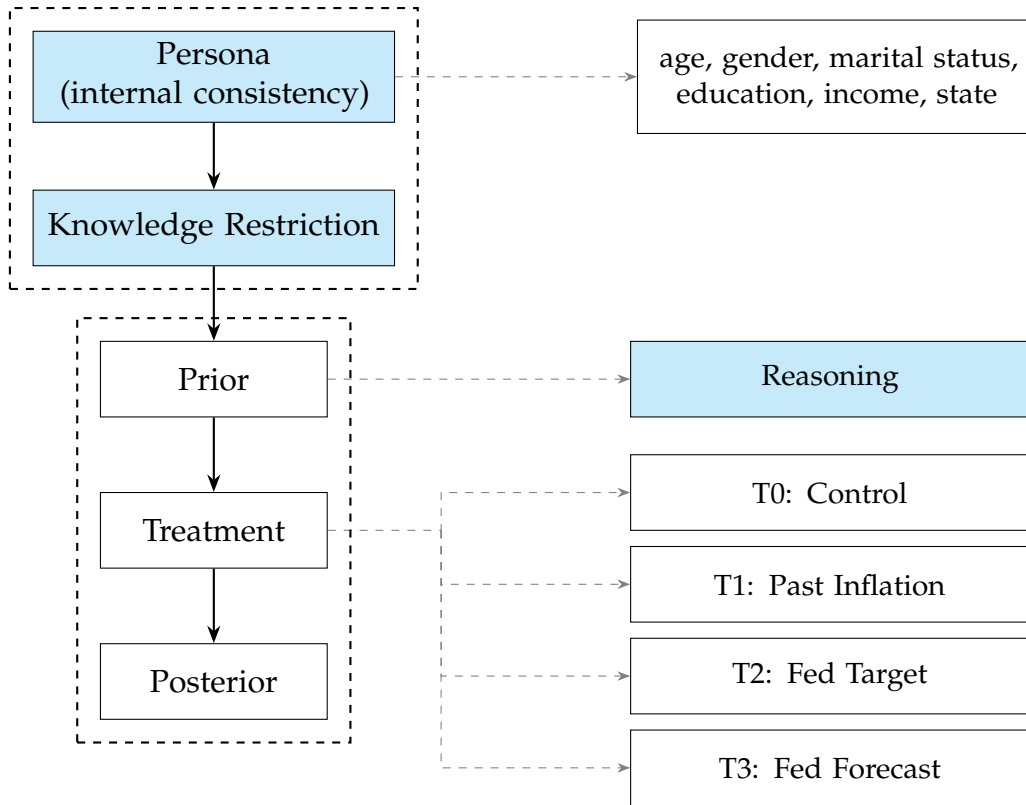 Persona
(internal consistency)
age, gender, marital status,
education, income, state
Knowledge Restriction
Prior
Reasoning
Treatment
T0: Control
T1: Past Inflation
T2: Fed Target
T3: Fed Forecast
Posterior